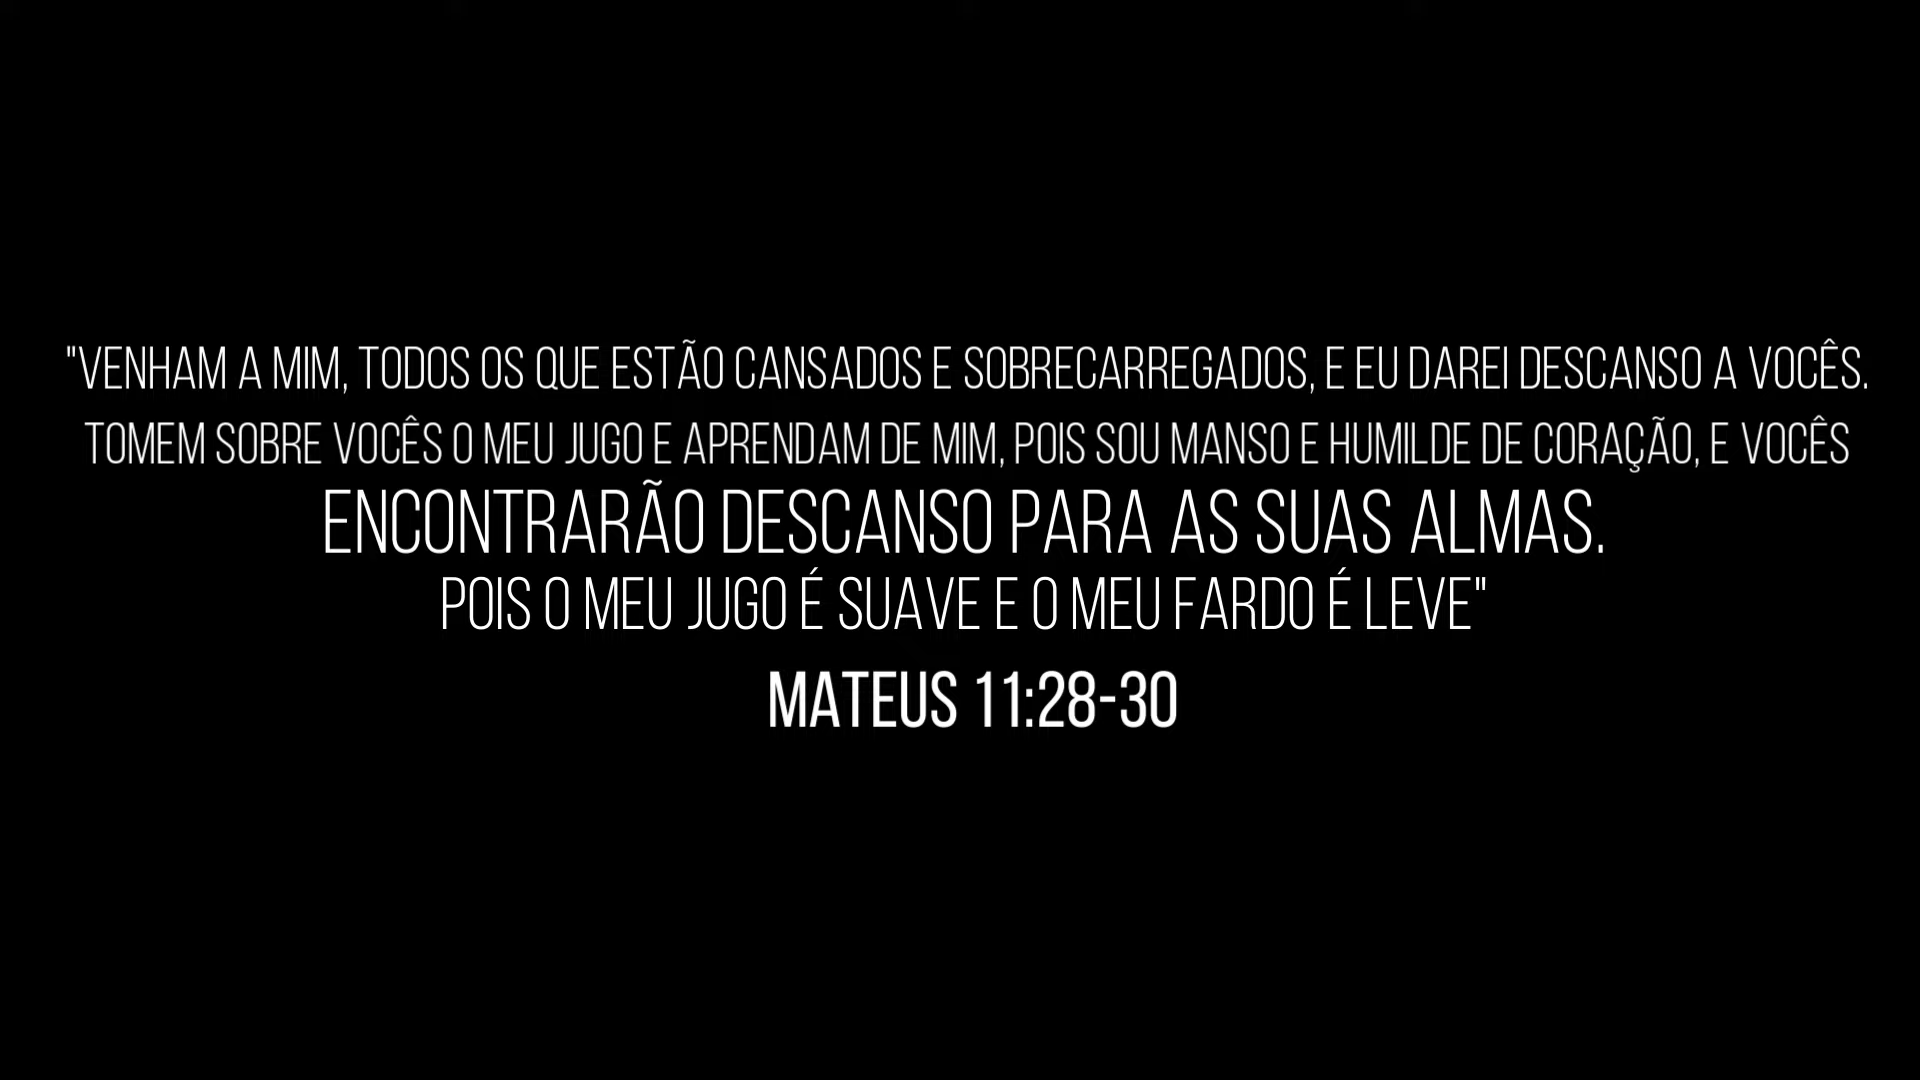 "VENHAM A MIM, TODOS OS QUE ESTÃO CANSADOS E SOBRECARREGADOS, E EU DAREI DESCANSO A VOCÊS.
TOMEM SOBRE VOCÊS O MEU JUGO E APRENDAM DE MIM, POIS SOU MANSO E HUMILDE DE CORAÇÃO, E VOCÊS
ENCONTRARÃO DESCANSO PARA AS SUAS ALMAS.
POIS O MEU JUGO É SUAVE E O MEU FARDO É LEVE"
MATEUS 11:28-30